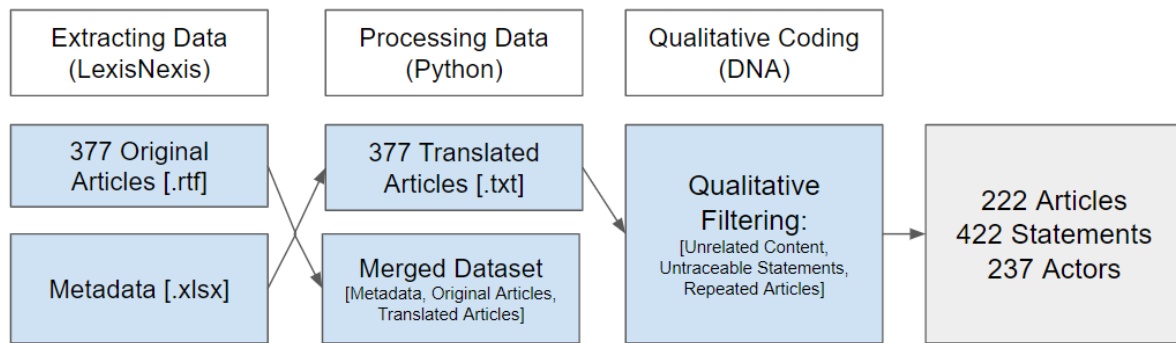 Extracting Data
(LexisNexis)
Processing Data
(Python)
Qualitative Coding
(DNA)
377 Original
Articles [.rtf]
377 Translated
Articles [.txt]
Qualitative
Filtering:
[Unrelated Content,
Untraceable Statements,
Repeated Articles]
222 Articles
422 Statements
237 Actors
Metadata [.xlsx]
Merged Dataset
[Metadata, Original Articles,
Translated Articles]